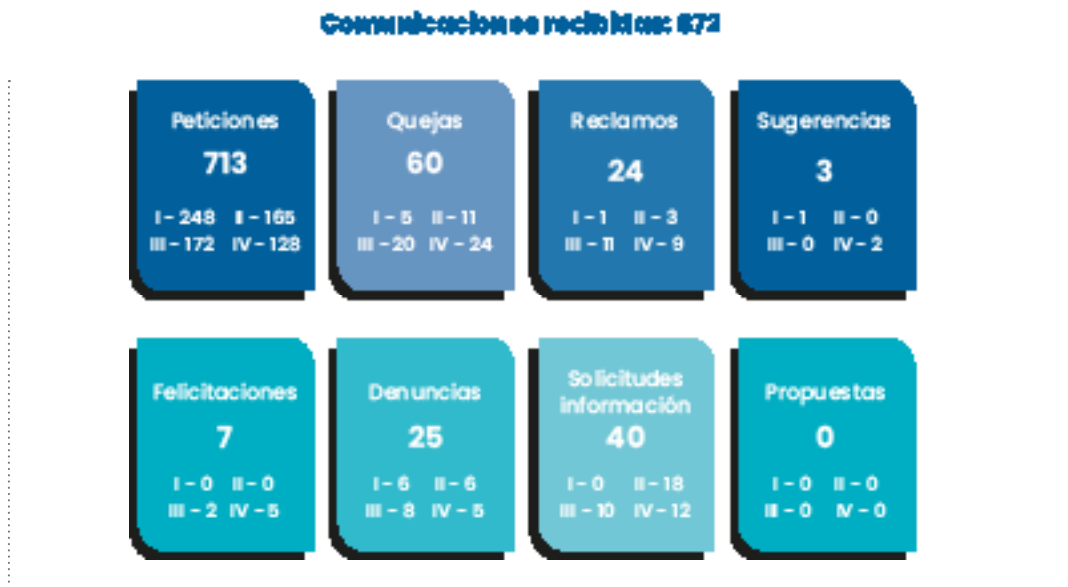 Comunicaciones recibidas: 872
Peticiones
713
I - 248 II - 165
III - 172 IV - 128
Quejas
60
I - 5 II - 11
III - 20 IV - 24
Reclamos
24
I - 1 II - 3
III - 11 IV - 9
Sugerencias
3
I - 1 II - 0
III - 0 IV - 2
Felicitaciones
7
I - 0 II - 0
III - 2 IV - 5
Denuncias
25
I - 6 II - 6
III - 8 IV - 5
Solicitudes
información
40
I - 0 II - 18
III - 10 IV - 12
Propuestas
0
I - 0 II - 0
III - 0 IV - 0